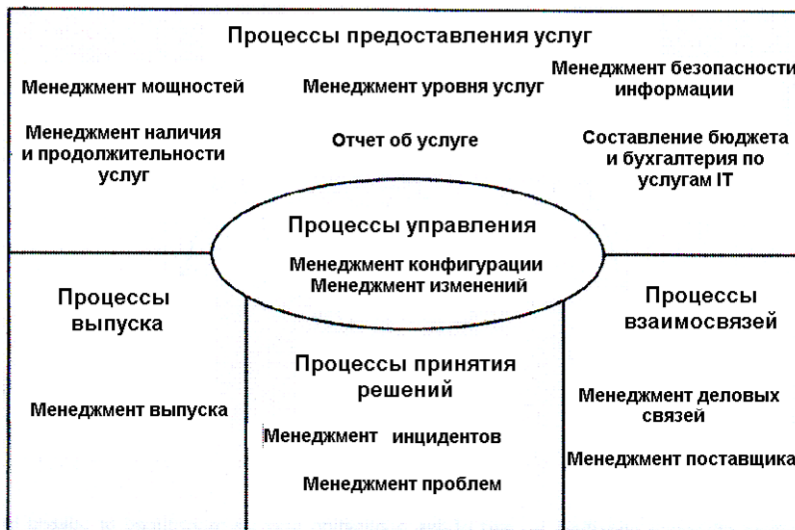 Процессы предоставления услуг
Менеджмент мощностей
Менеджмент уровня услуг
Менеджмент безопасности
информации
Менеджмент наличия
и продолжительности
услуг
Отчет об услуге
Составление бюджета
и бухгалтерия по
услугам IT
Процессы управления
Менеджмент конфигурации
Менеджмент изменений
Процессы
выпуска
Менеджмент выпуска
Процессы принятия
решений
Менеджмент инцидентов
Менеджмент проблем
Процессы
взаимосвязей
Менеджмент деловых
связей
Менеджмент поставщика